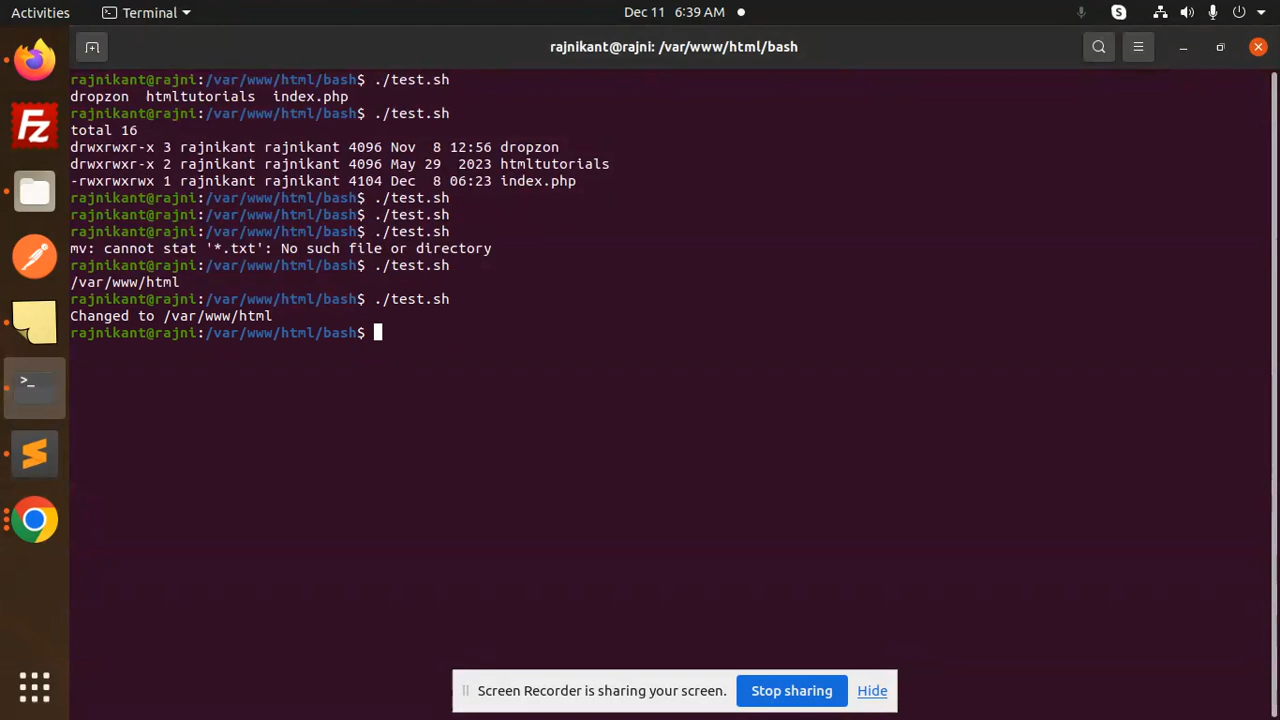 Activities Terminal Dec 11 6:39 AM
rajnikant@rajni: /var/www/html/bash
rajnikant@rajni:/var/www/html/bash$ ./test.sh
dropzon  htmltutorials  index.php
rajnikant@rajni:/var/www/html/bash$ ./test.sh
total 16
drwxrwxr-x 3 rajnikant rajnikant 4096 Nov  8 12:56 dropzon
drwxrwxr-x 2 rajnikant rajnikant 4096 May 29  2023 htmltutorials
-rwxrwxrwx 1 rajnikant rajnikant 4104 Dec  8 06:23 index.php
rajnikant@rajni:/var/www/html/bash$ ./test.sh
rajnikant@rajni:/var/www/html/bash$ ./test.sh
rajnikant@rajni:/var/www/html/bash$ ./test.sh
mv: cannot stat '*.txt': No such file or directory
rajnikant@rajni:/var/www/html/bash$ ./test.sh
/var/www/html
rajnikant@rajni:/var/www/html/bash$ ./test.sh
Changed to /var/www/html
rajnikant@rajni:/var/www/html/bash$
Screen Recorder is sharing your screen. Stop sharing Hide